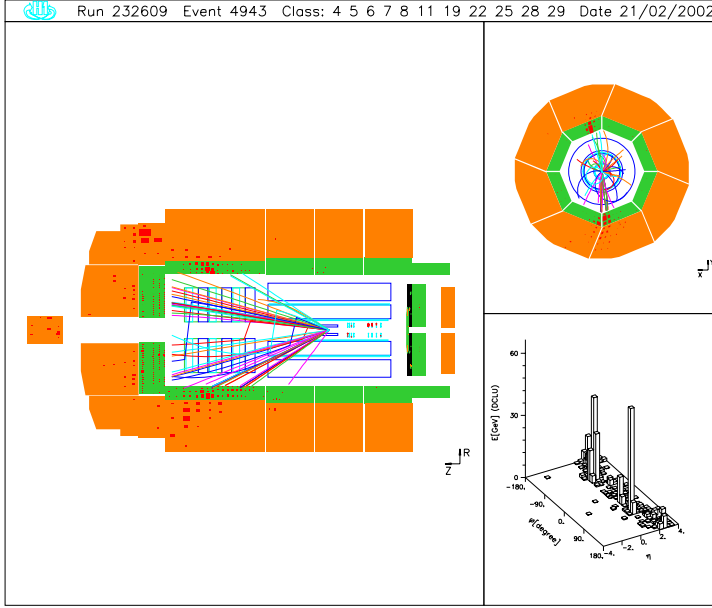 Run 232609 Event 4943 Class: 4 5 6 7 8 11 19 22 25 28 29 Date 21/02/2002
R
Z
Y
X
E[GeV] (DCLU)
60
30
0
-180.
-90.
0.
90.
180.
φ[degree]
-4.
-2.
0.
2.
4.
η